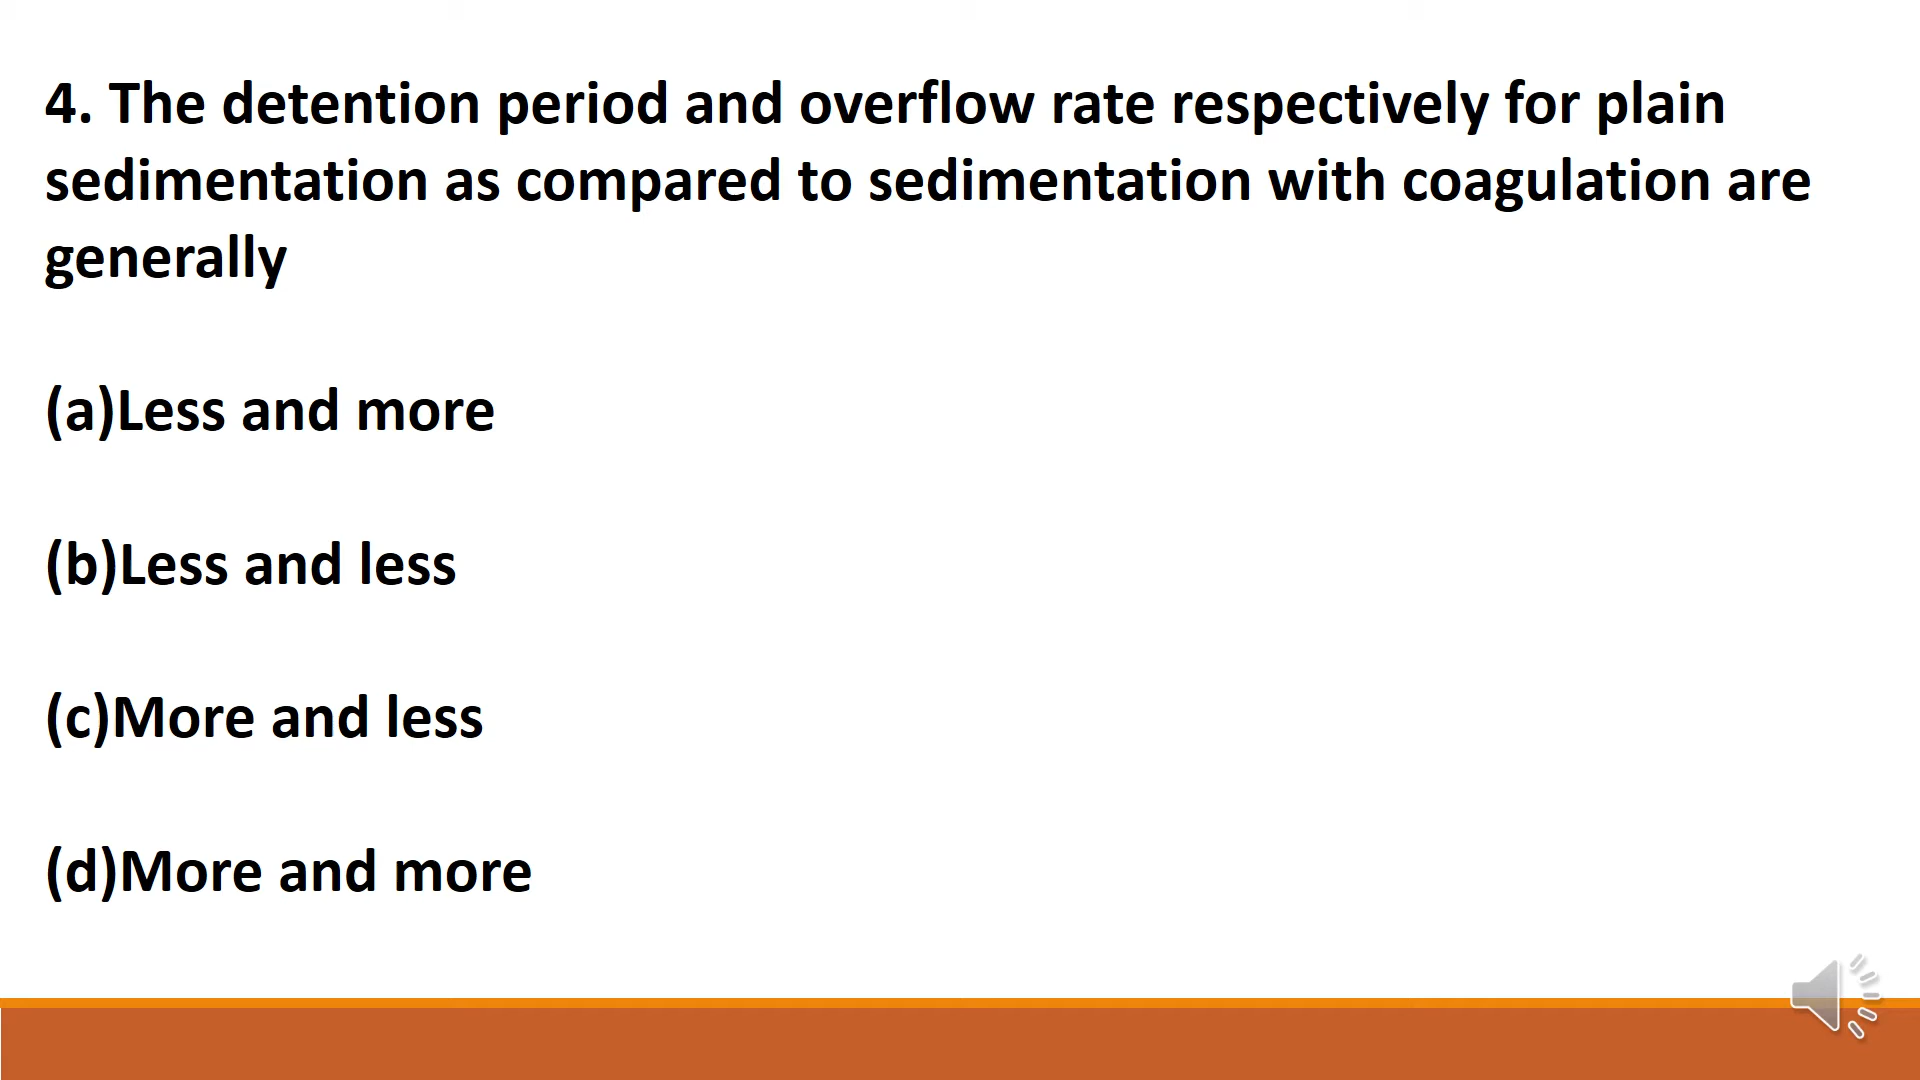 4. The detention period and overflow rate respectively for plain
sedimentation as compared to sedimentation with coagulation are
generally
(a)Less and more
(b)Less and less
(c)More and less
(d)More and more